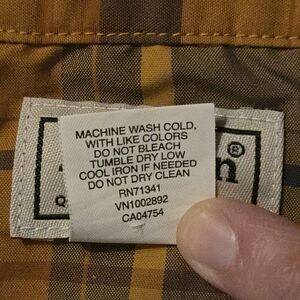 MACHINE WASH COLD,
WITH LIKE COLORS
DO NOT BLEACH
TUMBLE DRY LOW
COOL IRON IF NEEDED
DO NOT DRY CLEAN
RN71341
VN1002892
CA04754
n®